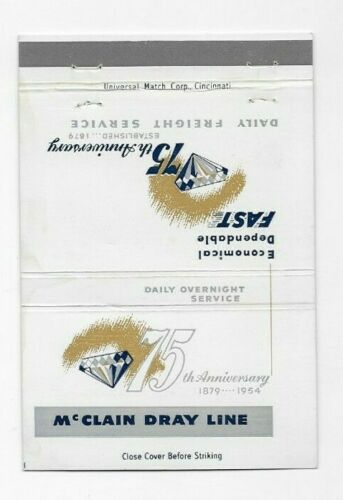 Universal Match Corp., Cincinnati
DAILY FREIGHT SERVICE
ESTABLISHED...1879
75th Anniversary
FAST
Dependable
Economical
DAILY OVERNIGHT
SERVICE
75th Anniversary
1879....1954
McCLAIN DRAY LINE
Close Cover Before Striking